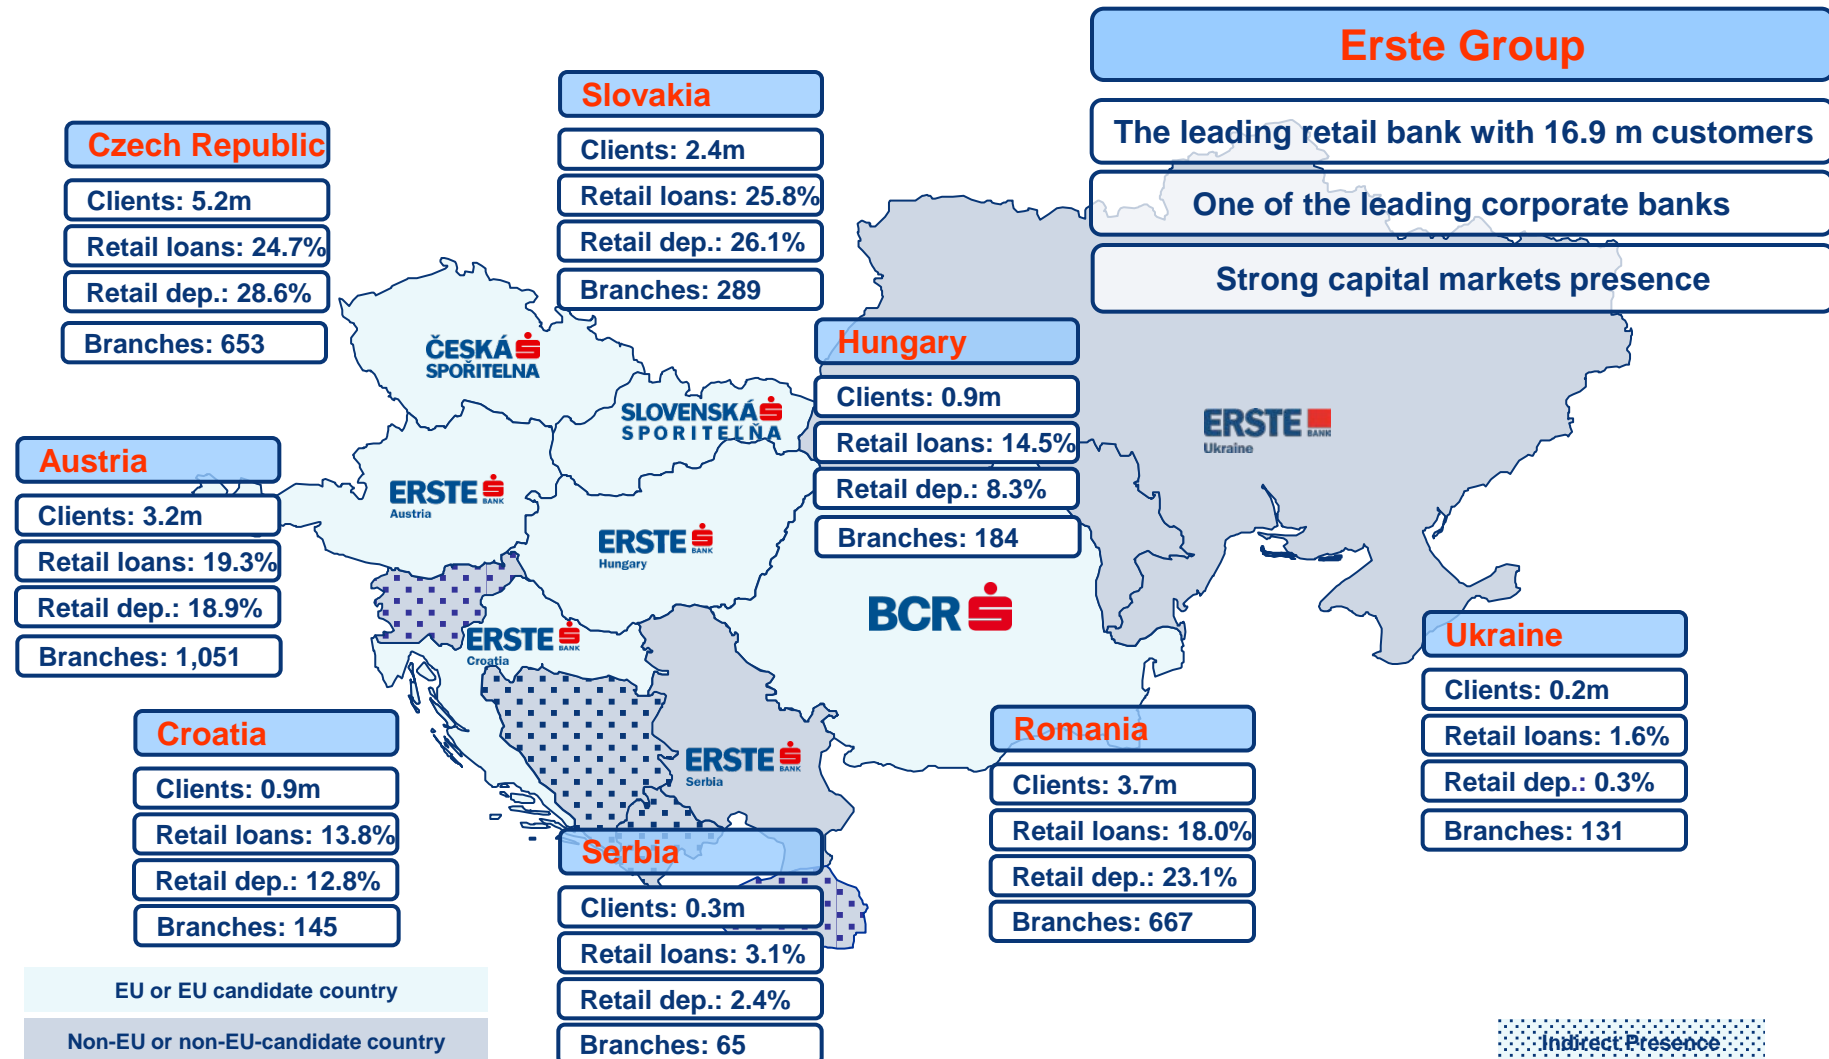 Erste Group
The leading retail bank with 16.9 m customers
One of the leading corporate banks
Strong capital markets presence
Slovakia
Clients: 2.4m
Retail loans: 25.8%
Retail dep.: 26.1%
Branches: 289
Czech Republic
Clients: 5.2m
Retail loans: 24.7%
Retail dep.: 28.6%
Branches: 653
Hungary
Clients: 0.9m
Retail loans: 14.5%
Retail dep.: 8.3%
Branches: 184
ČESKÁ
SPOŘITELNA
SLOVENSKÁ
SPORITEĽŇA
ERSTE BANK
Ukraine
Austria
Clients: 3.2m
Retail loans: 19.3%
Retail dep.: 18.9%
Branches: 1,051
ERSTE BANK
Austria
ERSTE BANK
Hungary
BCR
ERSTE BANK
Croatia
ERSTE BANK
Serbia
Ukraine
Clients: 0.2m
Retail loans: 1.6%
Retail dep.: 0.3%
Branches: 131
Croatia
Clients: 0.9m
Retail loans: 13.8%
Retail dep.: 12.8%
Branches: 145
Romania
Clients: 3.7m
Retail loans: 18.0%
Retail dep.: 23.1%
Branches: 667
Serbia
Clients: 0.3m
Retail loans: 3.1%
Retail dep.: 2.4%
Branches: 65
EU or EU candidate country
Non-EU or non-EU-candidate country
Indirect Presence